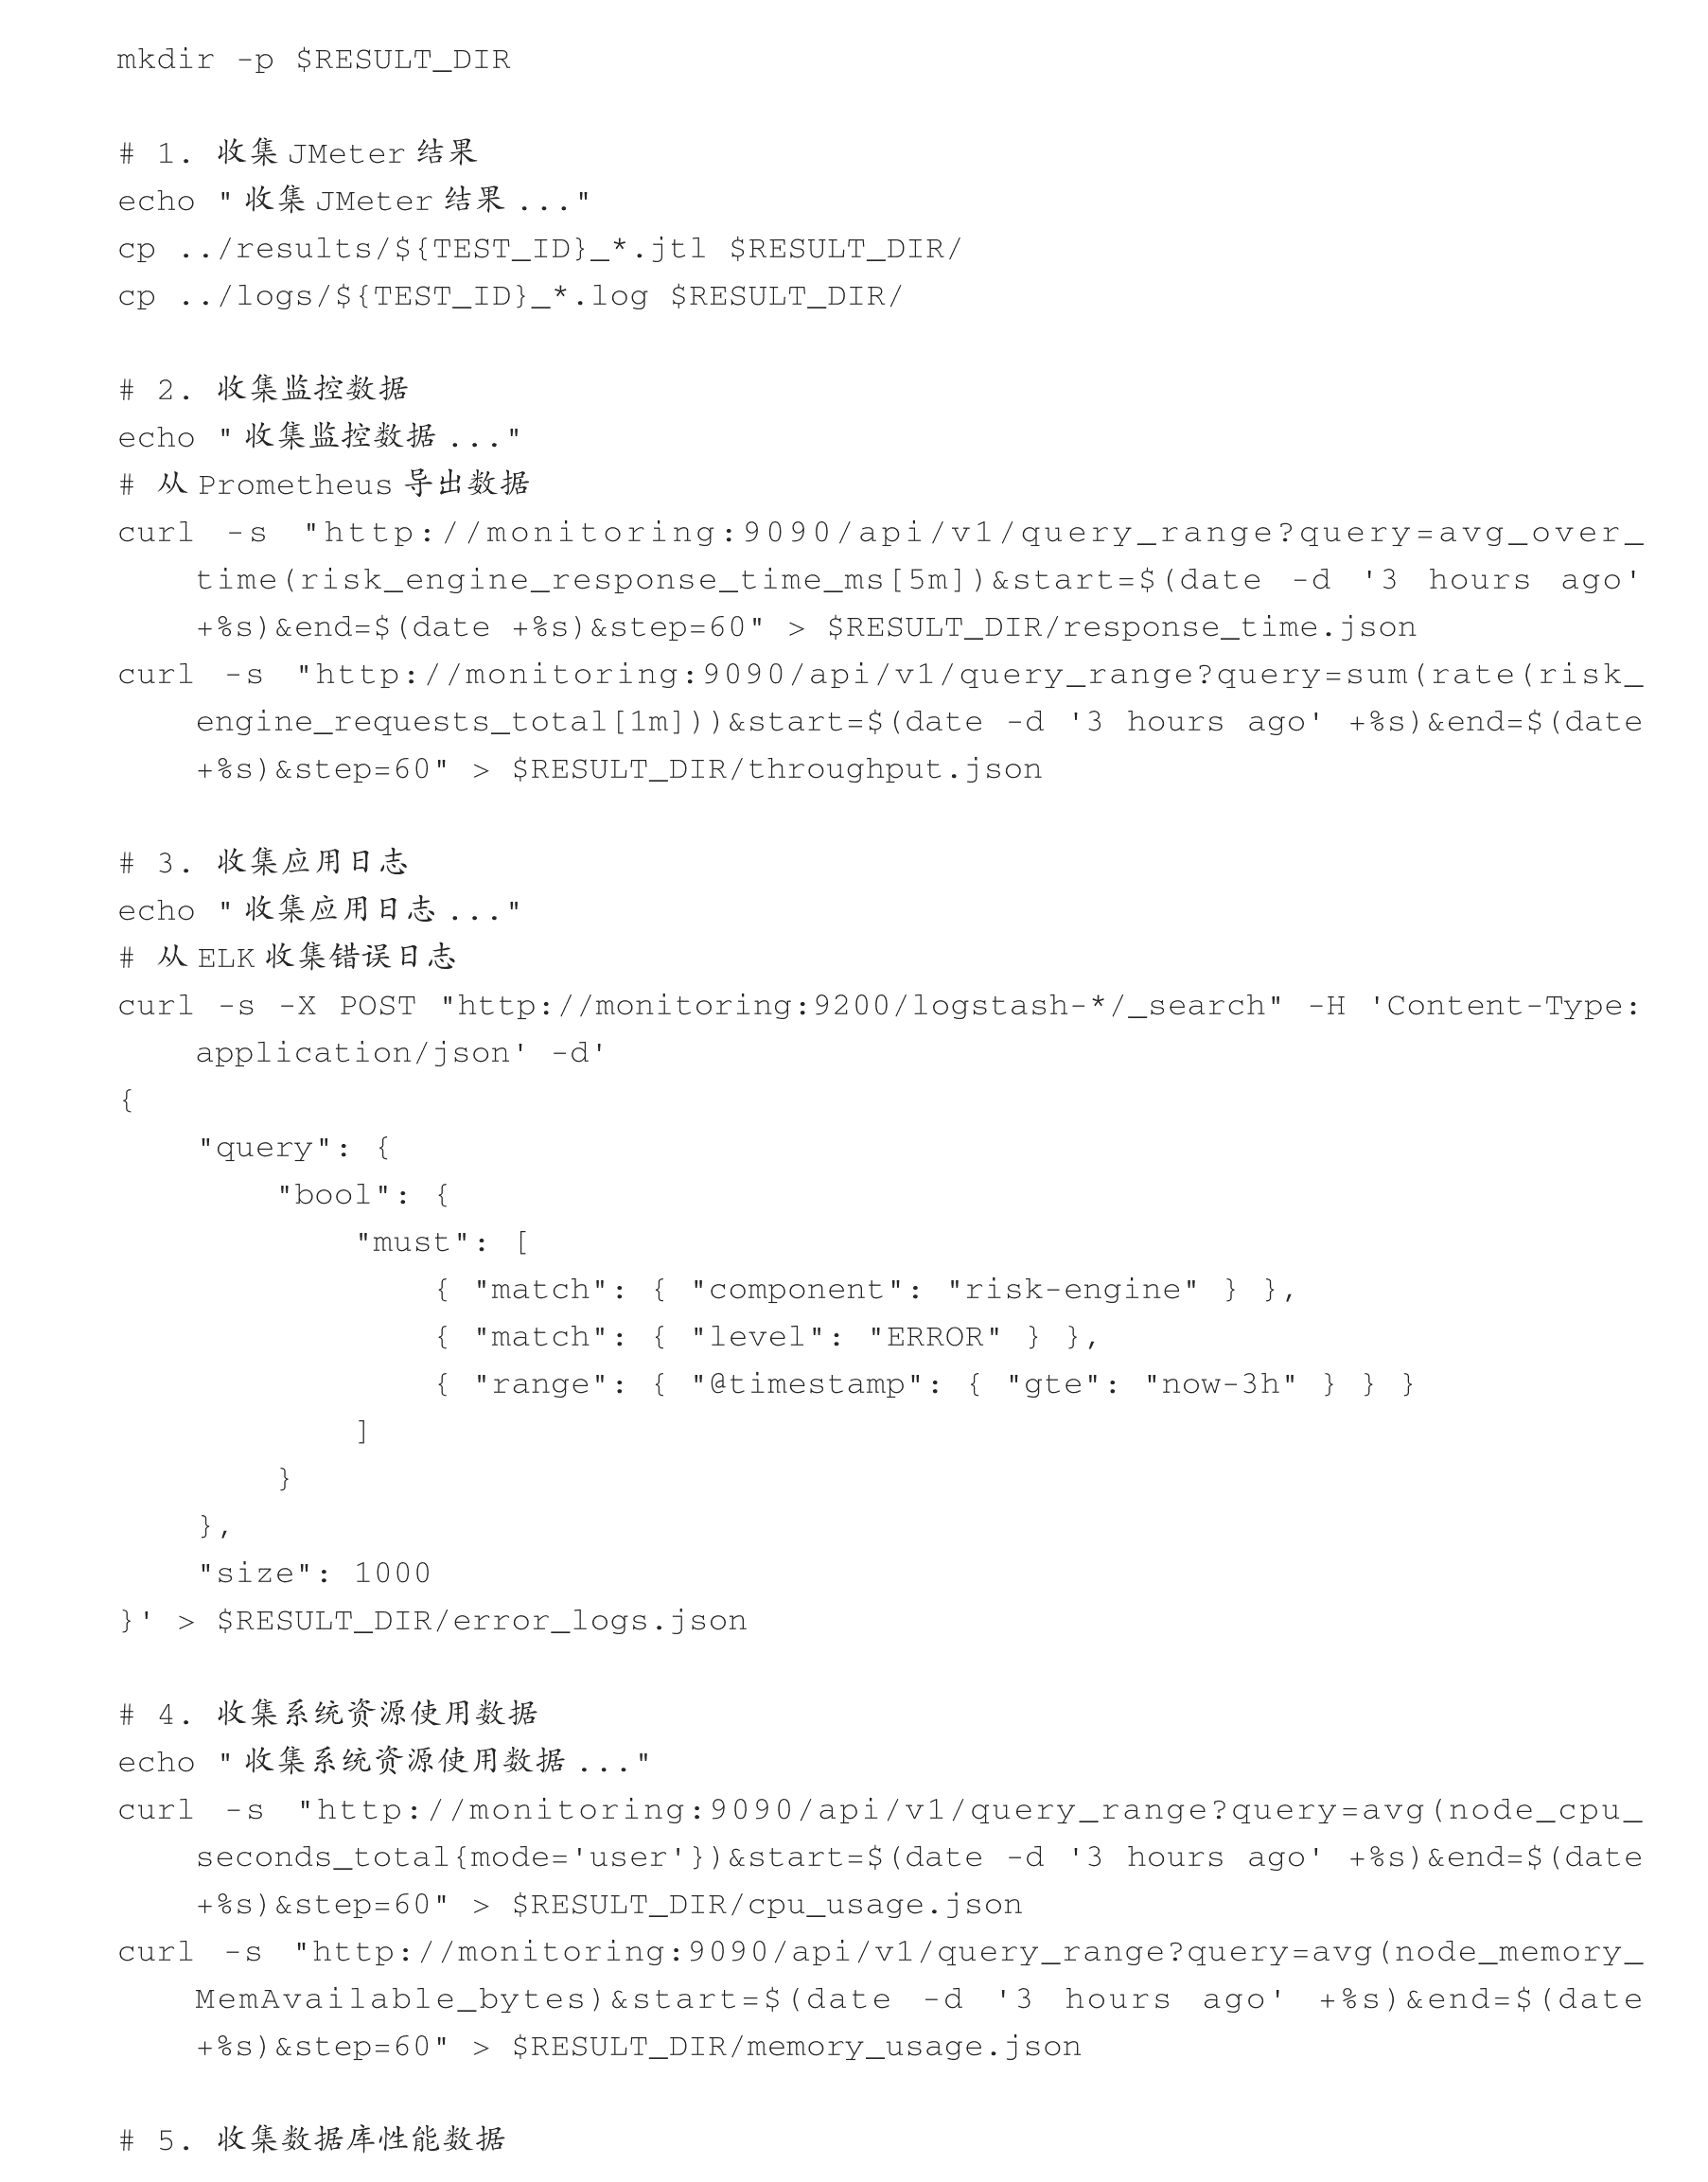 mkdir -p $RESULT_DIR
# 1. 收集 JMeter 结果
echo "收集 JMeter 结果 ..."
cp ../results/${TEST_ID}_*.jtl $RESULT_DIR/
cp ../logs/${TEST_ID}_*.log $RESULT_DIR/
# 2. 收集监控数据
echo "收集监控数据 ..."
# 从 Prometheus 导出数据
curl -s "http://monitoring:9090/api/v1/query_range?query=avg_over_
time(risk_engine_response_time_ms[5m])&start=$(date -d '3 hours ago'
+%s)&end=$(date +%s)&step=60" > $RESULT_DIR/response_time.json
curl -s "http://monitoring:9090/api/v1/query_range?query=sum(rate(risk_
engine_requests_total[1m]))&start=$(date -d '3 hours ago' +%s)&end=$(date
+%s)&step=60" > $RESULT_DIR/throughput.json
# 3. 收集应用日志
echo "收集应用日志 ..."
# 从 ELK 收集错误日志
curl -s -X POST "http://monitoring:9200/logstash-*/_search" -H 'Content-Type:
application/json' -d'
{
    "query": {
        "bool": {
            "must": [
                { "match": { "component": "risk-engine" } },
                { "match": { "level": "ERROR" } },
                { "range": { "@timestamp": { "gte": "now-3h" } } }
            ]
        }
    },
    "size": 1000
}' > $RESULT_DIR/error_logs.json
# 4. 收集系统资源使用数据
echo "收集系统资源使用数据 ..."
curl -s "http://monitoring:9090/api/v1/query_range?query=avg(node_cpu_
seconds_total{mode='user'})&start=$(date -d '3 hours ago' +%s)&end=$(date
+%s)&step=60" > $RESULT_DIR/cpu_usage.json
curl -s "http://monitoring:9090/api/v1/query_range?query=avg(node_memory_
MemAvailable_bytes)&start=$(date -d '3 hours ago' +%s)&end=$(date
+%s)&step=60" > $RESULT_DIR/memory_usage.json
# 5. 收集数据库性能数据